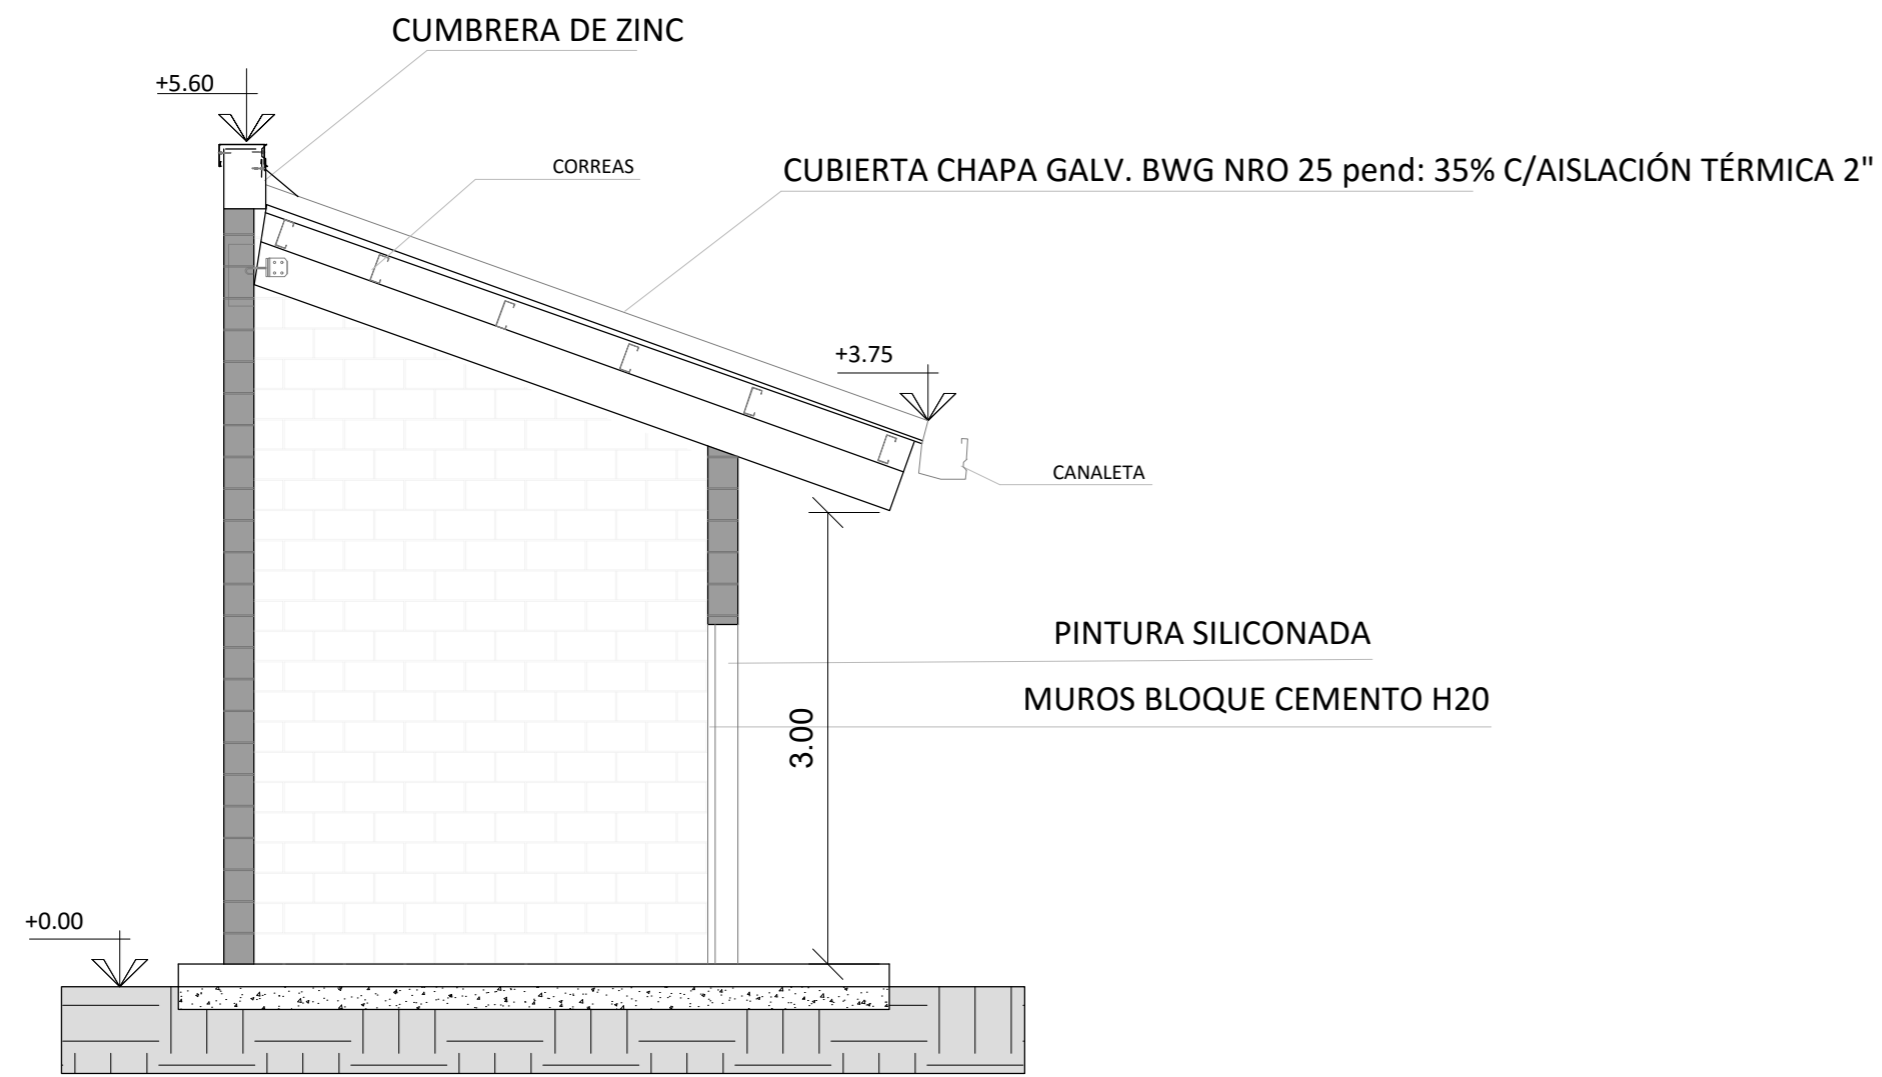 CUMBRERA DE ZINC
+5.60
CORREAS
CUBIERTA CHAPA GALV. BWG NRO 25 pend: 35% C/AISLACIÓN TÉRMICA 2"
+3.75
CANALETA
PINTURA SILICONADA
MUROS BLOQUE CEMENTO H20
3.00
+0.00